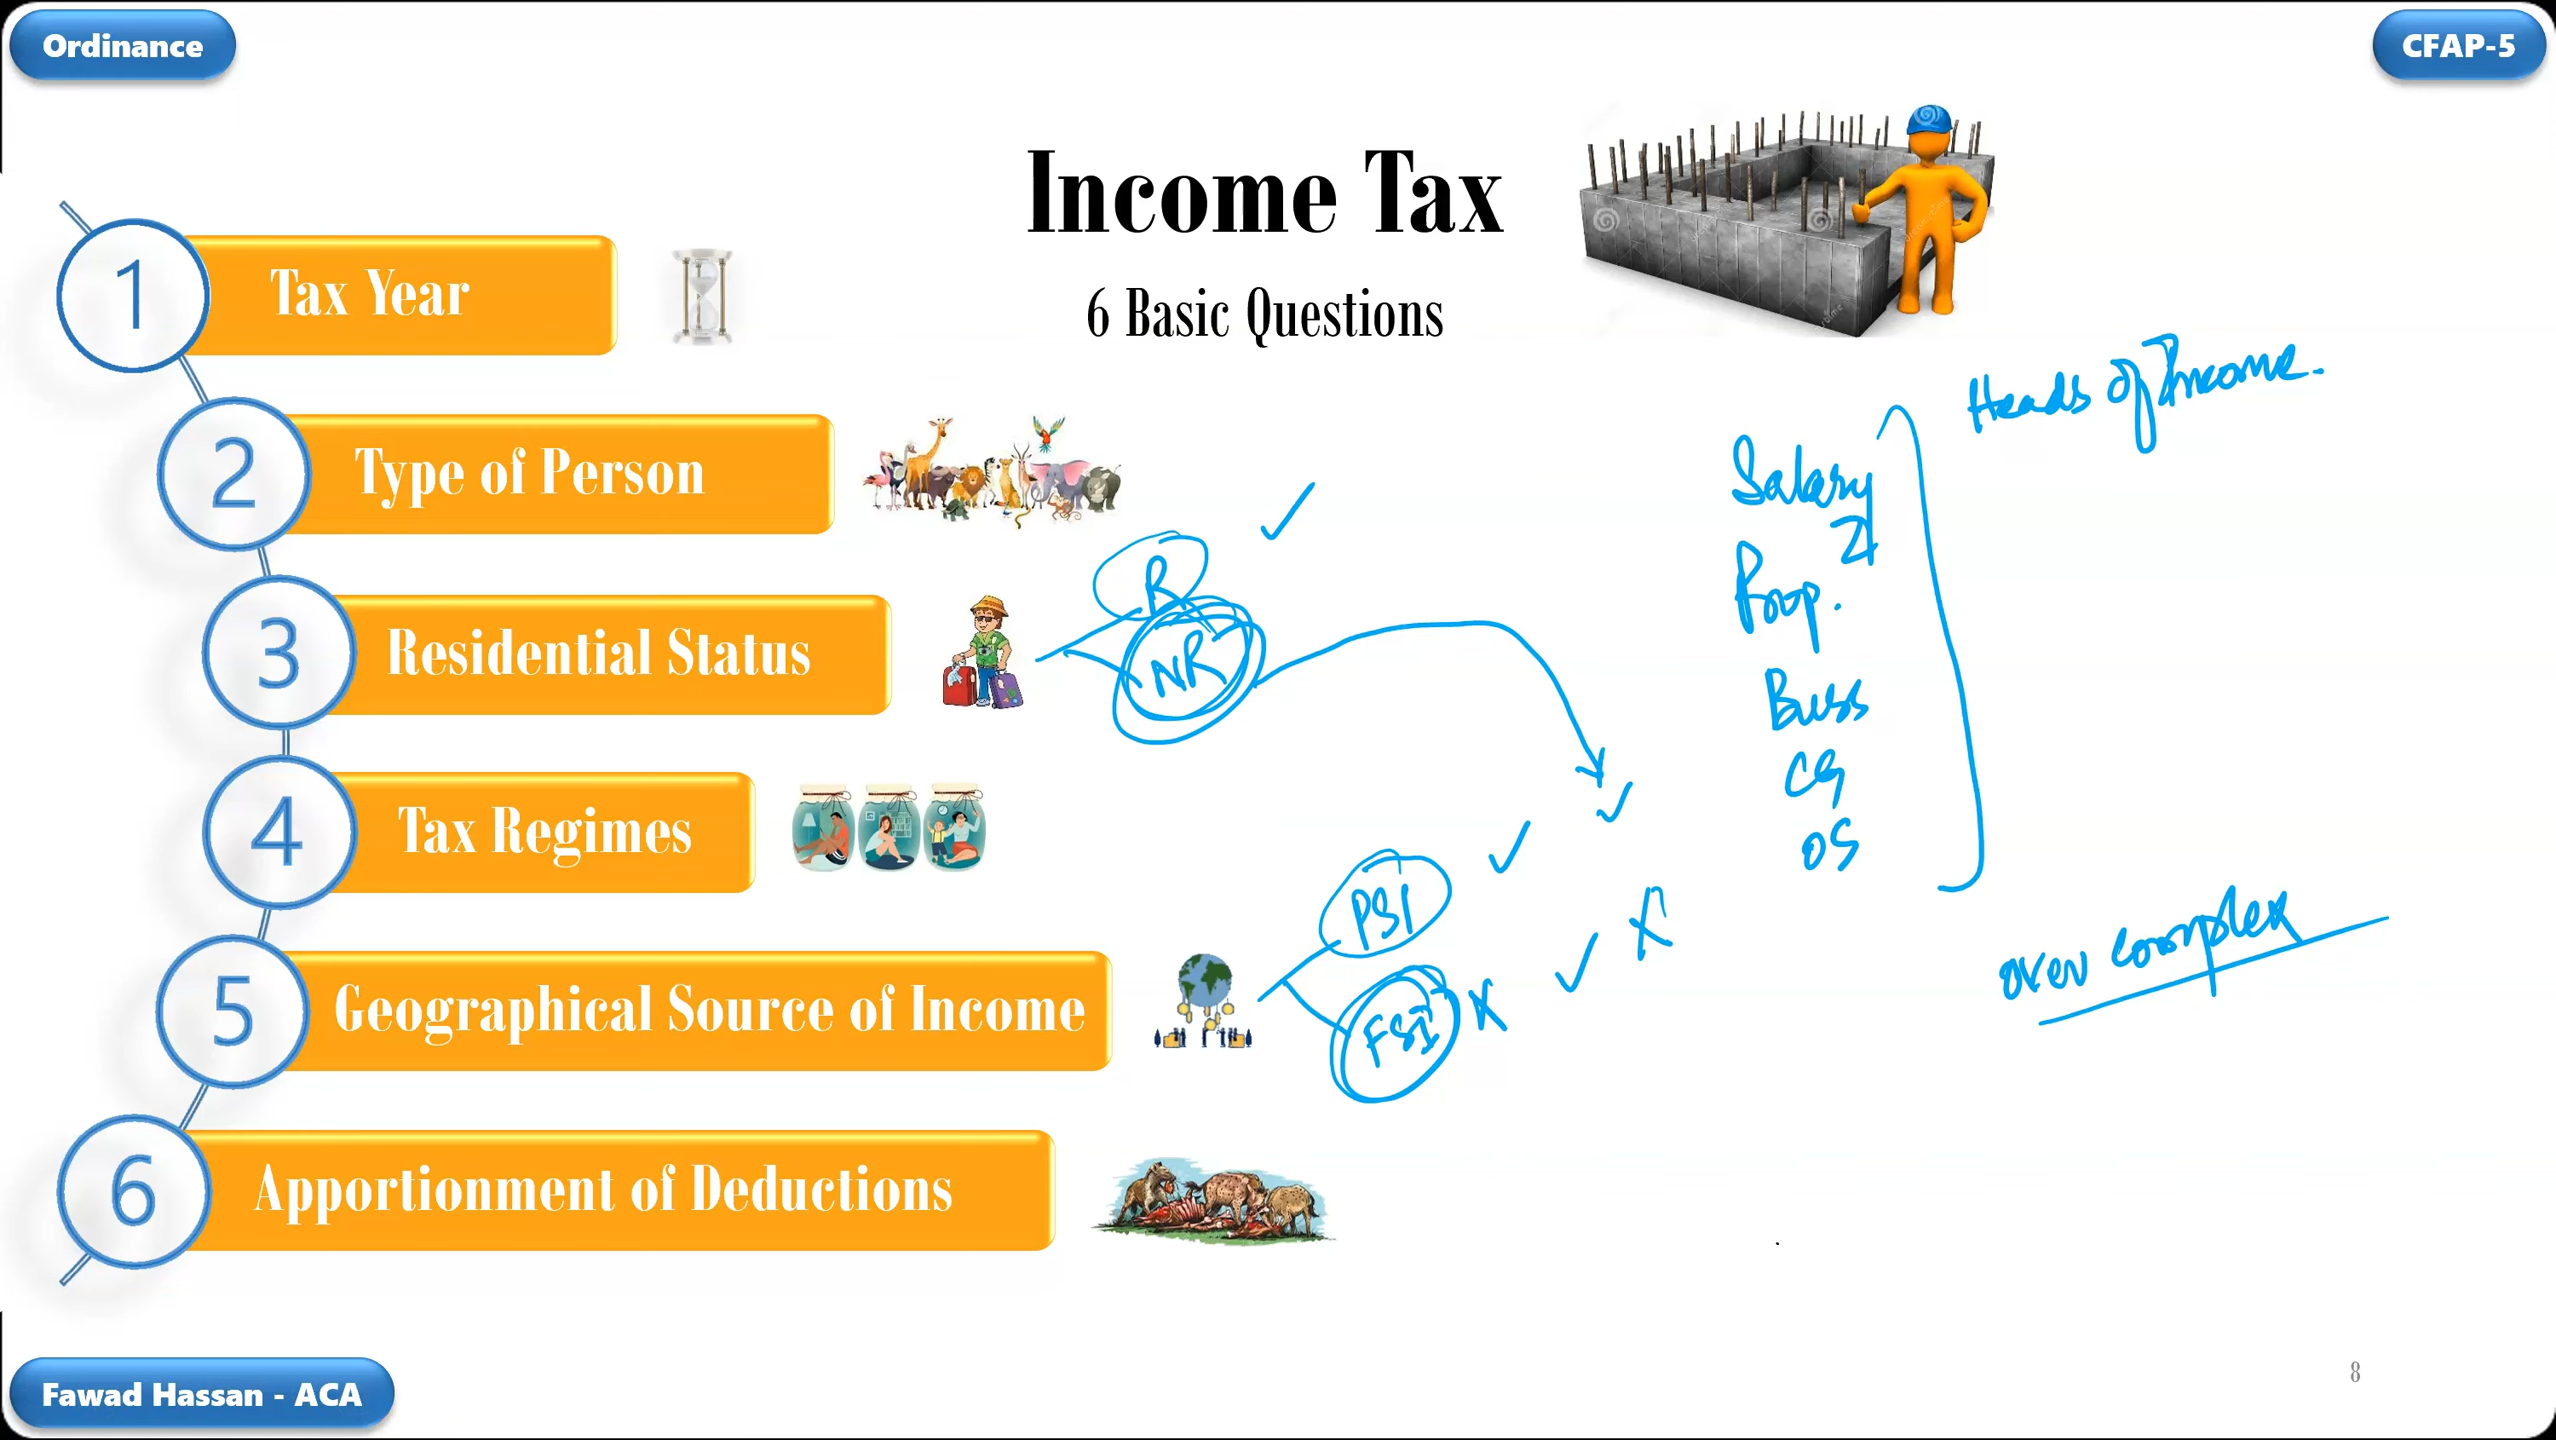 Ordinance
CFAP-5
Income Tax
6 Basic Questions
1 Tax Year
2 Type of Person
3 Residential Status
4 Tax Regimes
5 Geographical Source of Income
6 Apportionment of Deductions
R
NR
PSI
FSI
Heads of Income.
Salary
Prop.
Buss
CG
OS
over complex
Fawad Hassan - ACA
8